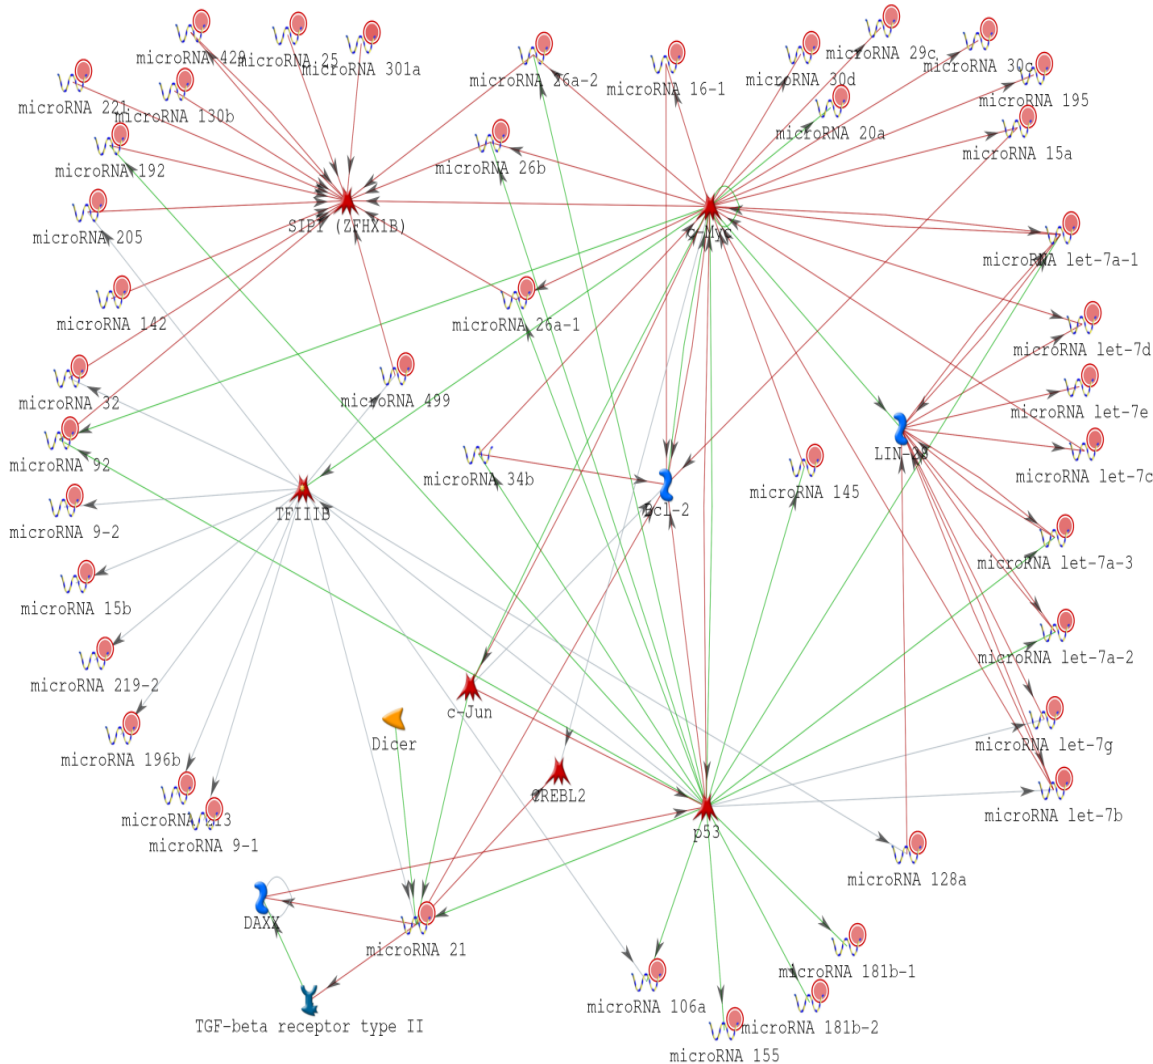 microRNA 429
microRNA 25
microRNA 301a
microRNA 26a-2
microRNA 16-1
microRNA 30d
microRNA 29c
microRNA 30c
microRNA 195
microRNA 221
microRNA 130b
microRNA 20a
microRNA 15a
microRNA 192
microRNA 26b
microRNA 205
SIP1 (ZFHX1B)
c-Myc
microRNA let-7a-1
microRNA 142
microRNA 26a-1
microRNA let-7d
microRNA 32
microRNA 499
microRNA let-7e
microRNA 92
microRNA 34b
LIN-28
microRNA 145
microRNA let-7c
microRNA 9-2
TFIIIB
Bcl-2
microRNA let-7a-3
microRNA 15b
microRNA 219-2
microRNA let-7a-2
c-Jun
microRNA let-7g
microRNA 196b
Dicer
CREBL2
microRNA let-7b
microRNA
microRNA 9-1
p53
microRNA 128a
DAXX
microRNA 21
microRNA 181b-1
microRNA 106a
TGF-beta receptor type II
microRNA 181b-2
microRNA 155